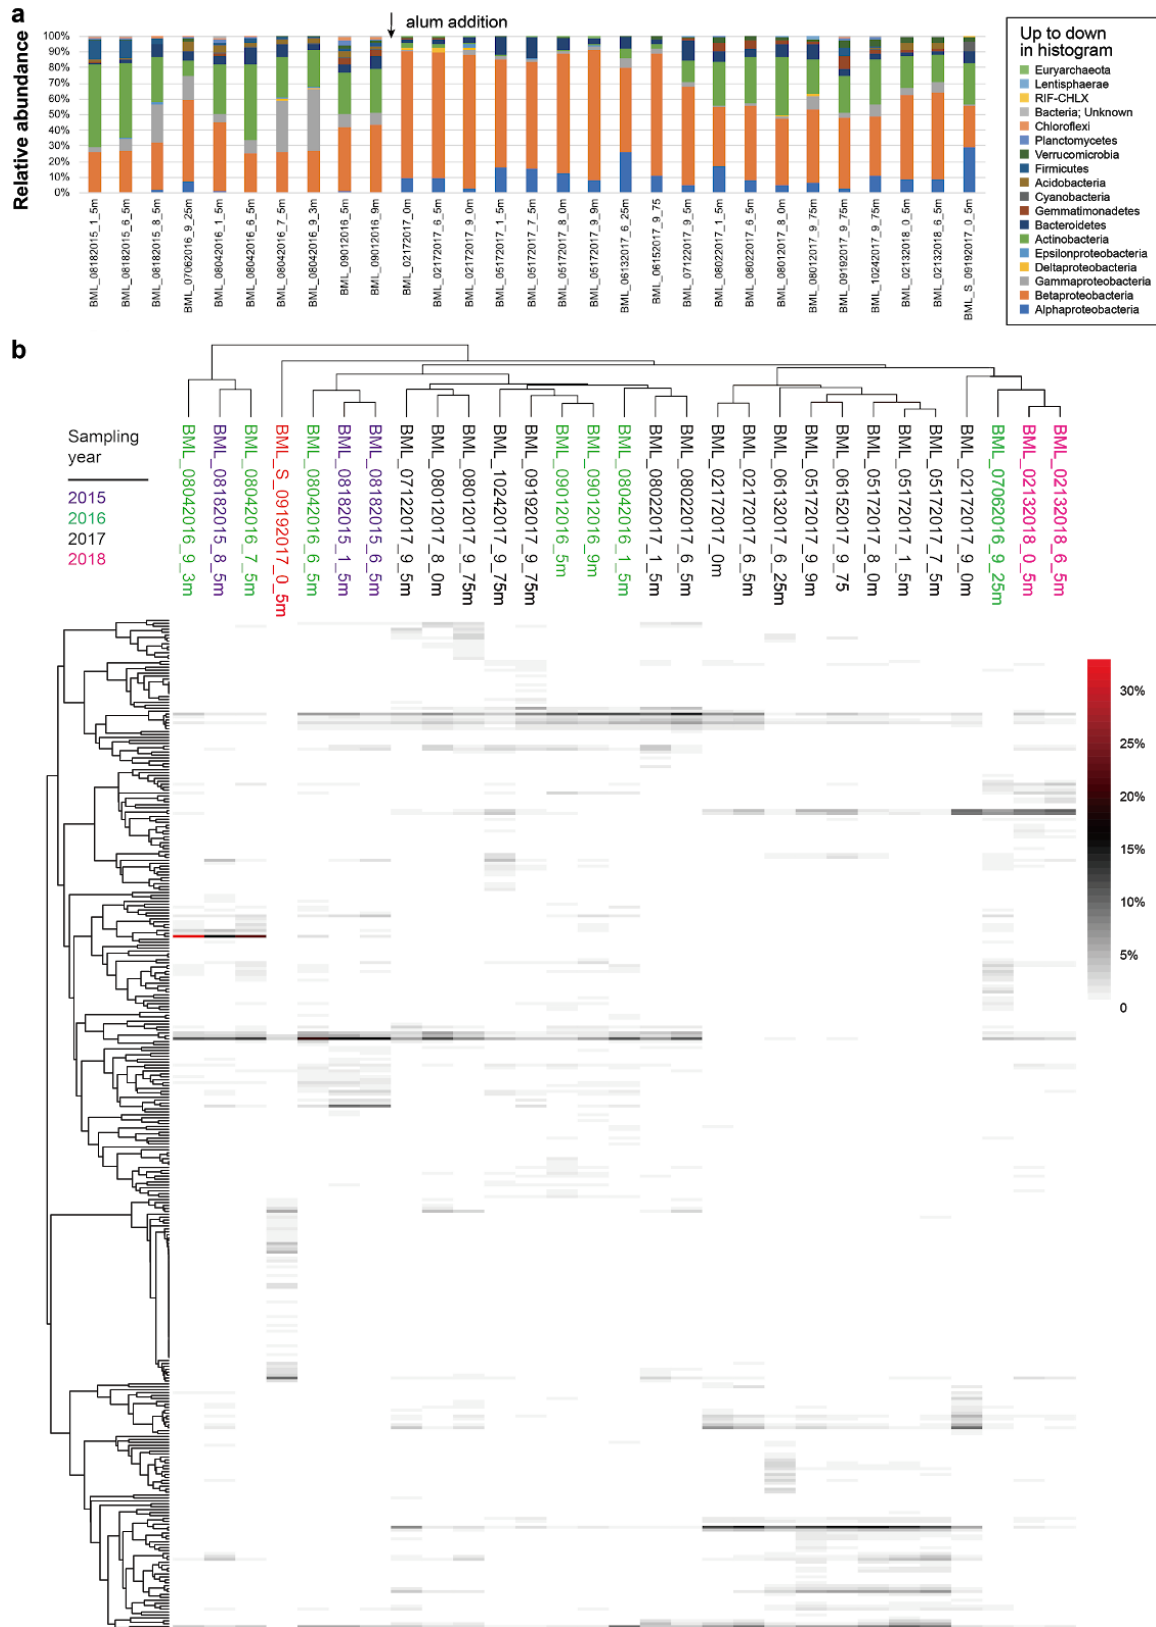 a
alum addition
Relative abundance
100%
90%
80%
70%
60%
50%
40%
30%
20%
10%
0%
BML_08182015_1_5m
BML_08182015_6_5m
BML_08182015_8_5m
BML_07062016_9_25m
BML_08042016_1_5m
BML_08042016_6_5m
BML_08042016_7_5m
BML_08042016_9_3m
BML_09012016_5m
BML_09012016_9m
BML_02172017_0m
BML_02172017_6_5m
BML_02172017_9_0m
BML_05172017_1_5m
BML_05172017_7_5m
BML_05172017_8_0m
BML_05172017_9_9m
BML_06132017_6_25m
BML_06152017_9_75
BML_07122017_9_5m
BML_08022017_1_5m
BML_08022017_6_5m
BML_08012017_8_0m
BML_08012017_9_75m
BML_09192017_9_75m
BML_10242017_9_75m
BML_02132018_0_5m
BML_02132018_6_5m
BML_S_09192017_0_5m
Up to down
in histogram
Euryarchaeota
Lentisphaerae
RIF-CHLX
Bacteria; Unknown
Chloroflexi
Planctomycetes
Verrucomicrobia
Firmicutes
Acidobacteria
Cyanobacteria
Gemmatimonadetes
Bacteroidetes
Actinobacteria
Epsilonproteobacteria
Deltaproteobacteria
Gammaproteobacteria
Betaproteobacteria
Alphaproteobacteria
b
Sampling
year
2015
2016
2017
2018
BML_08042016_9_3m
BML_08182015_8_5m
BML_08042016_7_5m
BML_S_09192017_0_5m
BML_08042016_6_5m
BML_08182015_1_5m
BML_08182015_6_5m
BML_07122017_9_5m
BML_08012017_8_0m
BML_08012017_9_75m
BML_10242017_9_75m
BML_09192017_9_75m
BML_09012016_5m
BML_09012016_9m
BML_08042016_1_5m
BML_08022017_1_5m
BML_08022017_6_5m
BML_02172017_0m
BML_02172017_6_5m
BML_06132017_6_25m
BML_05172017_9_9m
BML_06152017_9_75
BML_05172017_8_0m
BML_05172017_1_5m
BML_05172017_7_5m
BML_02172017_9_0m
BML_07062016_9_25m
BML_02132018_0_5m
BML_02132018_6_5m
30%
25%
20%
15%
10%
5%
0